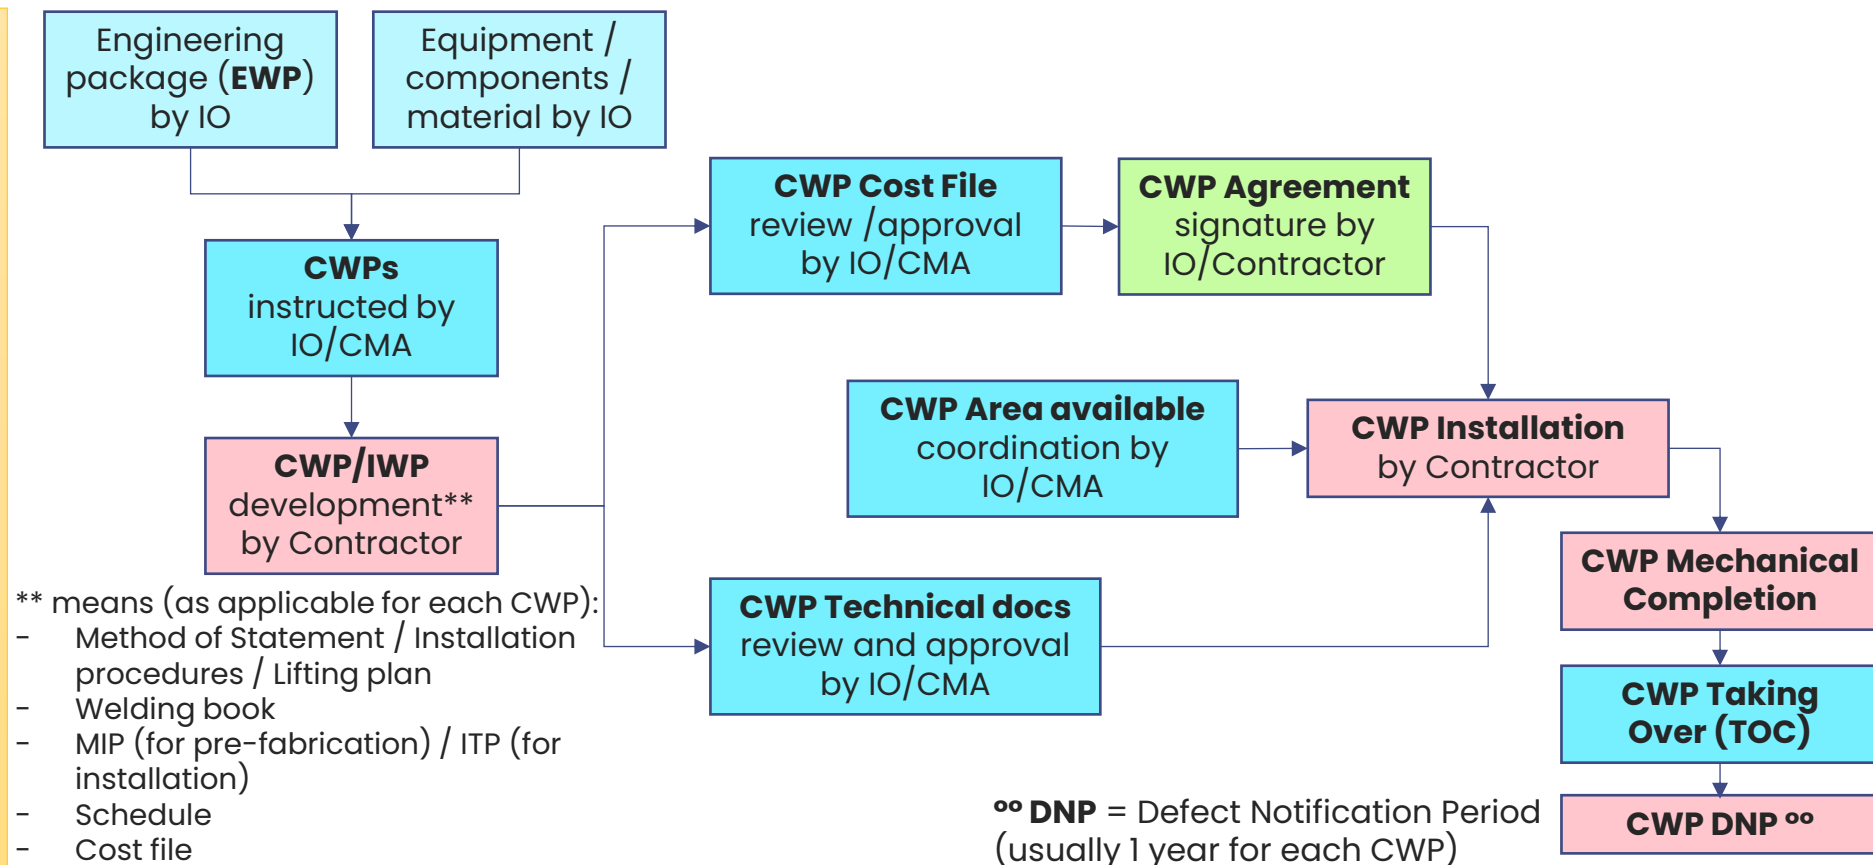 Engineering
package (EWP)
by IO
Equipment /
components /
material by IO
CWPs
instructed by
IO/CMA
CWP/IWP
development**
by Contractor
CWP Cost File
review /approval
by IO/CMA
CWP Agreement
signature by
IO/Contractor
CWP Area available
coordination by
IO/CMA
CWP Installation
by Contractor
CWP Technical docs
review and approval
by IO/CMA
CWP Mechanical
Completion
CWP Taking
Over (TOC)
CWP DNP ºº
** means (as applicable for each CWP):
- Method of Statement / Installation
procedures / Lifting plan
- Welding book
- MIP (for pre-fabrication) / ITP (for
installation)
- Schedule
- Cost file
ºº DNP = Defect Notification Period
(usually 1 year for each CWP)